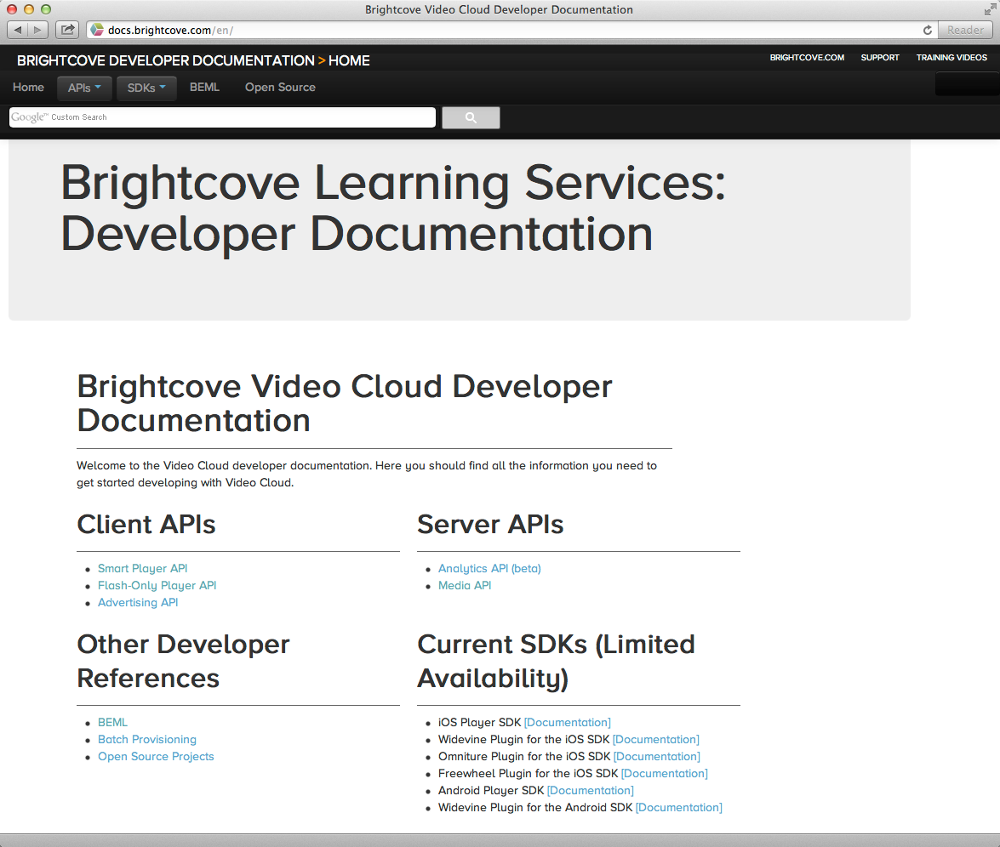 Brightcove Video Cloud Developer Documentation
docs.brightcove.com/en/
Reader
BRIGHTCOVE DEVELOPER DOCUMENTATION > HOME
BRIGHTCOVE.COM SUPPORT TRAINING VIDEOS
Home APIs SDKs BEML Open Source
Google™ Custom Search
Brightcove Learning Services:
Developer Documentation
Brightcove Video Cloud Developer
Documentation
Welcome to the Video Cloud developer documentation. Here you should find all the information you need to
get started developing with Video Cloud.
Client APIs
Smart Player API
Flash-Only Player API
Advertising API
Server APIs
Analytics API (beta)
Media API
Other Developer
References
BEML
Batch Provisioning
Open Source Projects
Current SDKs (Limited
Availability)
iOS Player SDK [Documentation]
Widevine Plugin for the iOS SDK [Documentation]
Omniture Plugin for the iOS SDK [Documentation]
Freewheel Plugin for the iOS SDK [Documentation]
Android Player SDK [Documentation]
Widevine Plugin for the Android SDK [Documentation]